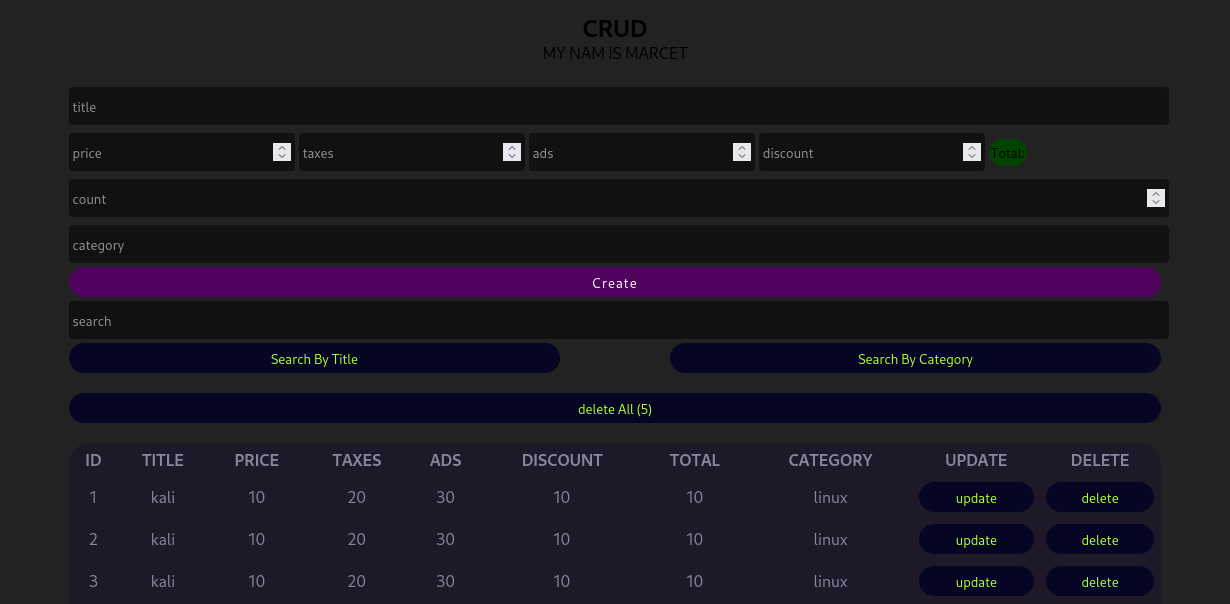 CRUD
MY NAM IS MARCET
title
price taxes ads discount Total:
count
category
Create
search
Search By Title Search By Category
delete All (5)
ID TITLE PRICE TAXES ADS DISCOUNT TOTAL CATEGORY UPDATE DELETE
1 kali 10 20 30 10 10 linux update delete
2 kali 10 20 30 10 10 linux update delete
3 kali 10 20 30 10 10 linux update delete